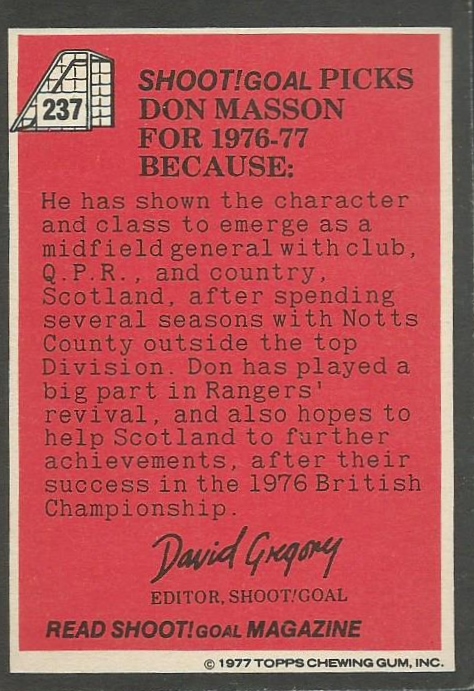 237
SHOOT!GOAL PICKS
DON MASSON
FOR 1976-77
BECAUSE:
He has shown the character
and class to emerge as a
midfield general with club,
Q.P.R., and country,
Scotland, after spending
several seasons with Notts
County outside the top
Division. Don has played a
big part in Rangers'
revival, and also hopes to
help Scotland to further
achievements, after their
success in the 1976 British
Championship.
David Gregory
EDITOR, SHOOT!GOAL
READ SHOOT!GOAL MAGAZINE
© 1977 TOPPS CHEWING GUM, INC.